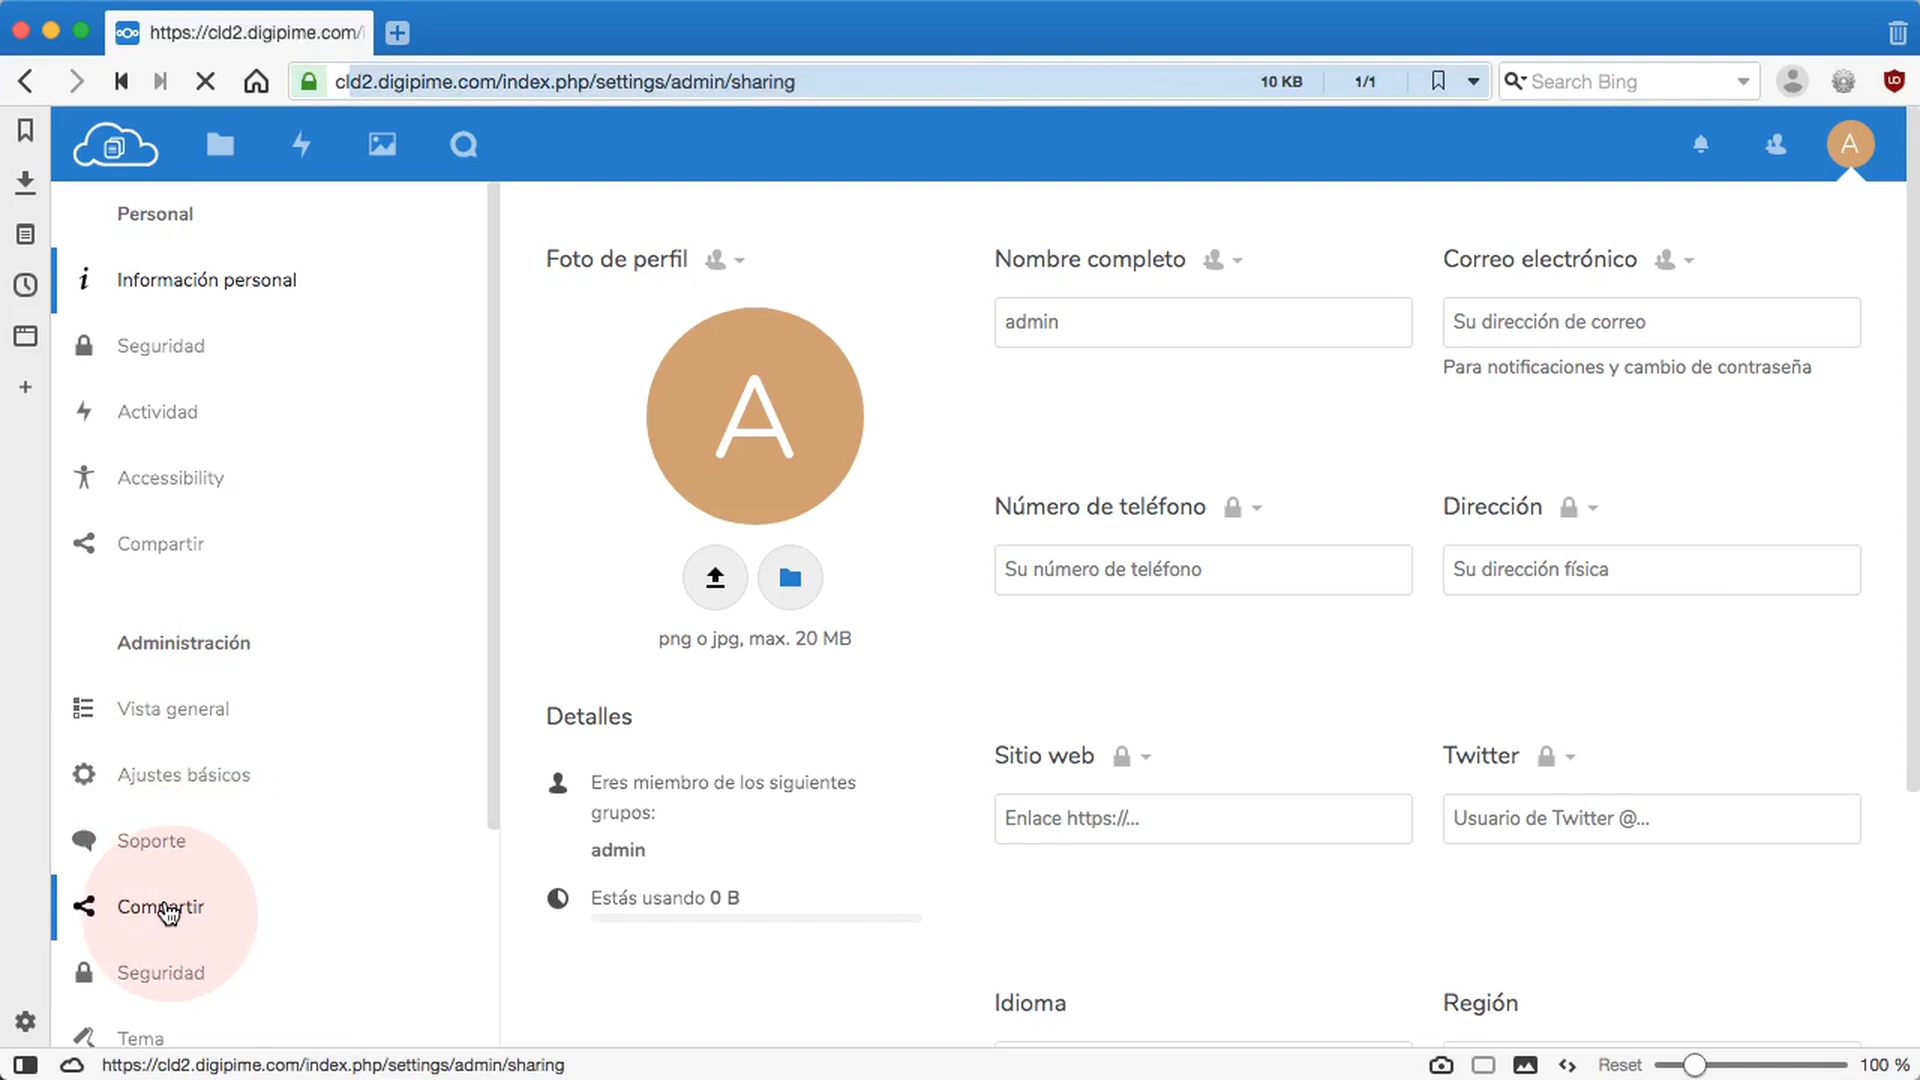 https://cld2.digipime.com/
cld2.digipime.com/index.php/settings/admin/sharing
10 KB
1/1
Search Bing
A
Personal
Información personal
Seguridad
Actividad
Accessibility
Compartir
Administración
Vista general
Ajustes básicos
Soporte
Compartir
Seguridad
Tema
Foto de perfil
A
png o jpg, max. 20 MB
Detalles
Eres miembro de los siguientes
grupos:
admin
Estás usando 0 B
Nombre completo
admin
Correo electrónico
Su dirección de correo
Para notificaciones y cambio de contraseña
Número de teléfono
Su número de teléfono
Dirección
Su dirección física
Sitio web
Enlace https://...
Twitter
Usuario de Twitter @...
Idioma
Región
https://cld2.digipime.com/index.php/settings/admin/sharing
Reset
100 %